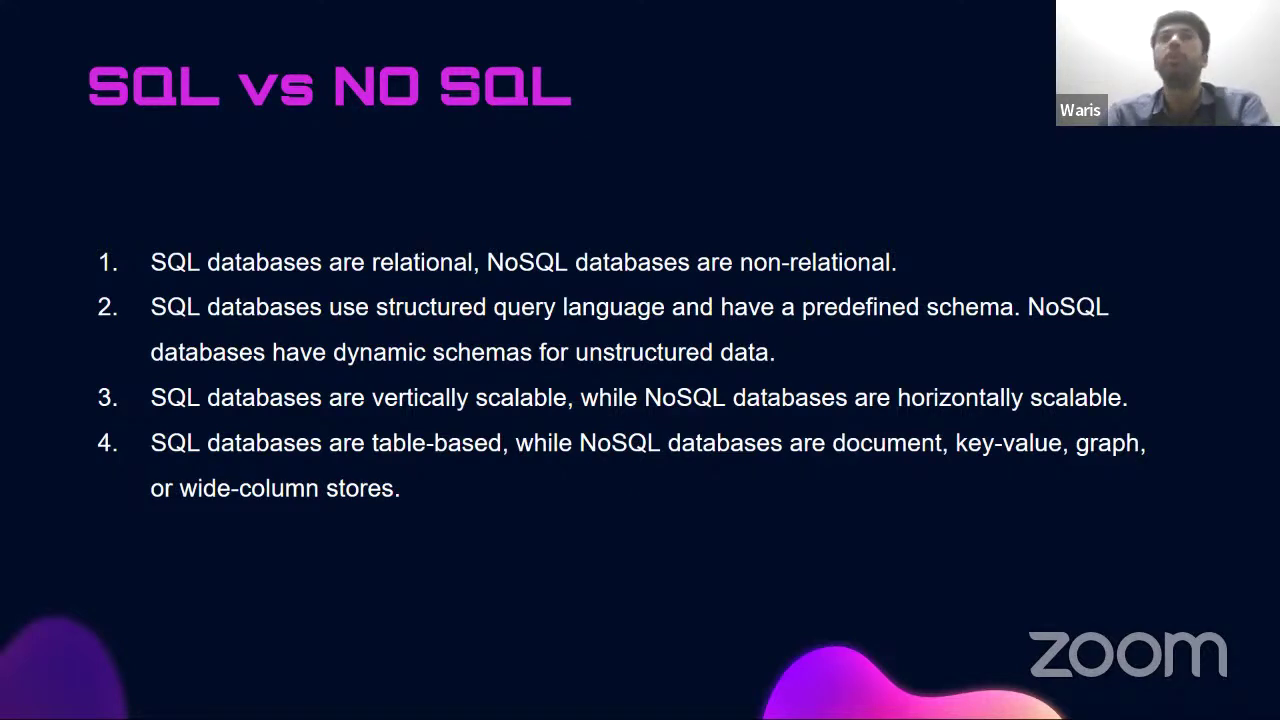 SQL vs NO SQL
Waris
1. SQL databases are relational, NoSQL databases are non-relational.
2. SQL databases use structured query language and have a predefined schema. NoSQL
databases have dynamic schemas for unstructured data.
3. SQL databases are vertically scalable, while NoSQL databases are horizontally scalable.
4. SQL databases are table-based, while NoSQL databases are document, key-value, graph,
or wide-column stores.
zoom